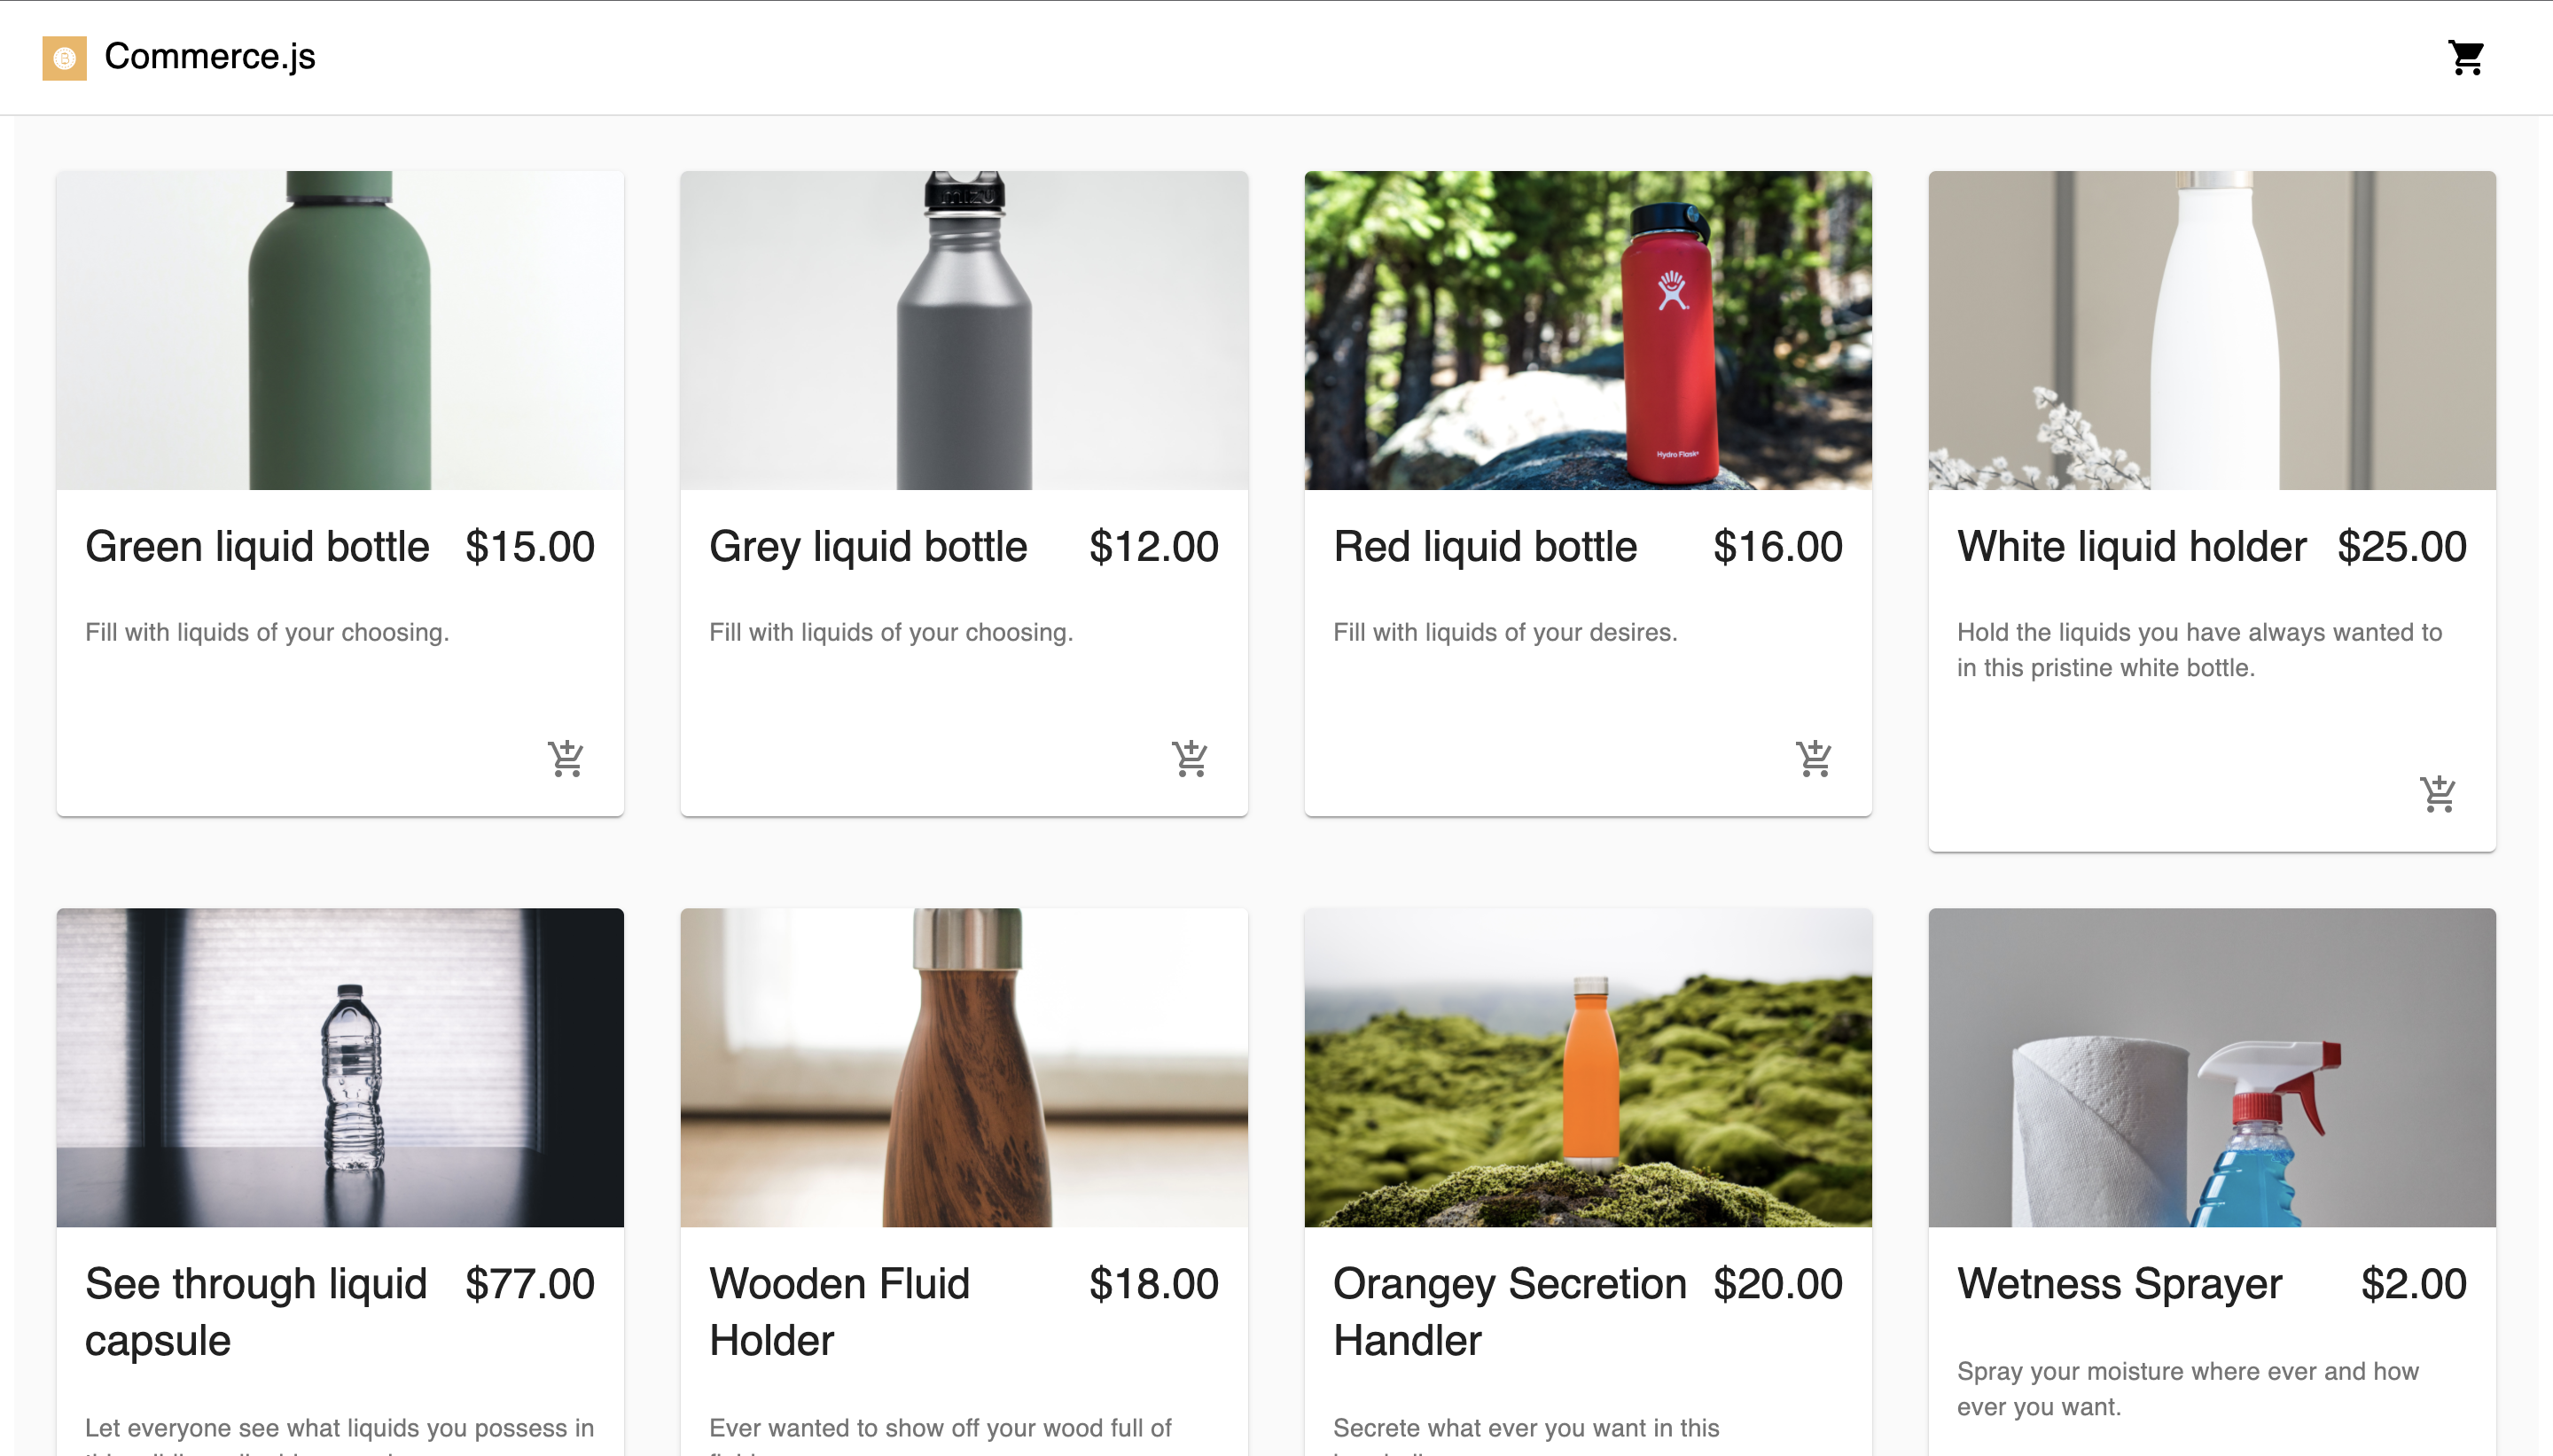 Commerce.js
mizu
Hydro Flask
Green liquid bottle $15.00
Fill with liquids of your choosing.
Grey liquid bottle $12.00
Fill with liquids of your choosing.
Red liquid bottle $16.00
Fill with liquids of your desires.
White liquid holder $25.00
Hold the liquids you have always wanted to
in this pristine white bottle.
See through liquid $77.00
capsule
Let everyone see what liquids you possess in
Wooden Fluid $18.00
Holder
Ever wanted to show off your wood full of
Orangey Secretion $20.00
Handler
Secrete what ever you want in this
Wetness Sprayer $2.00
Spray your moisture where ever and how
ever you want.